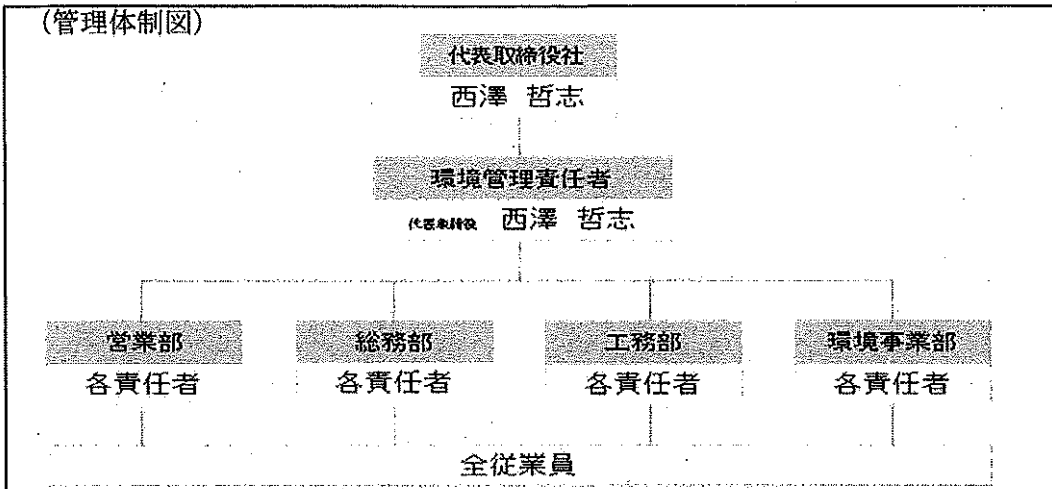 (管理体制図)
代表取締役社
西澤 哲志
環境管理責任者
代表取締役 西澤 哲志
営業部 総務部 工務部 環境事業部
各責任者 各責任者 各責任者 各責任者
全従業員